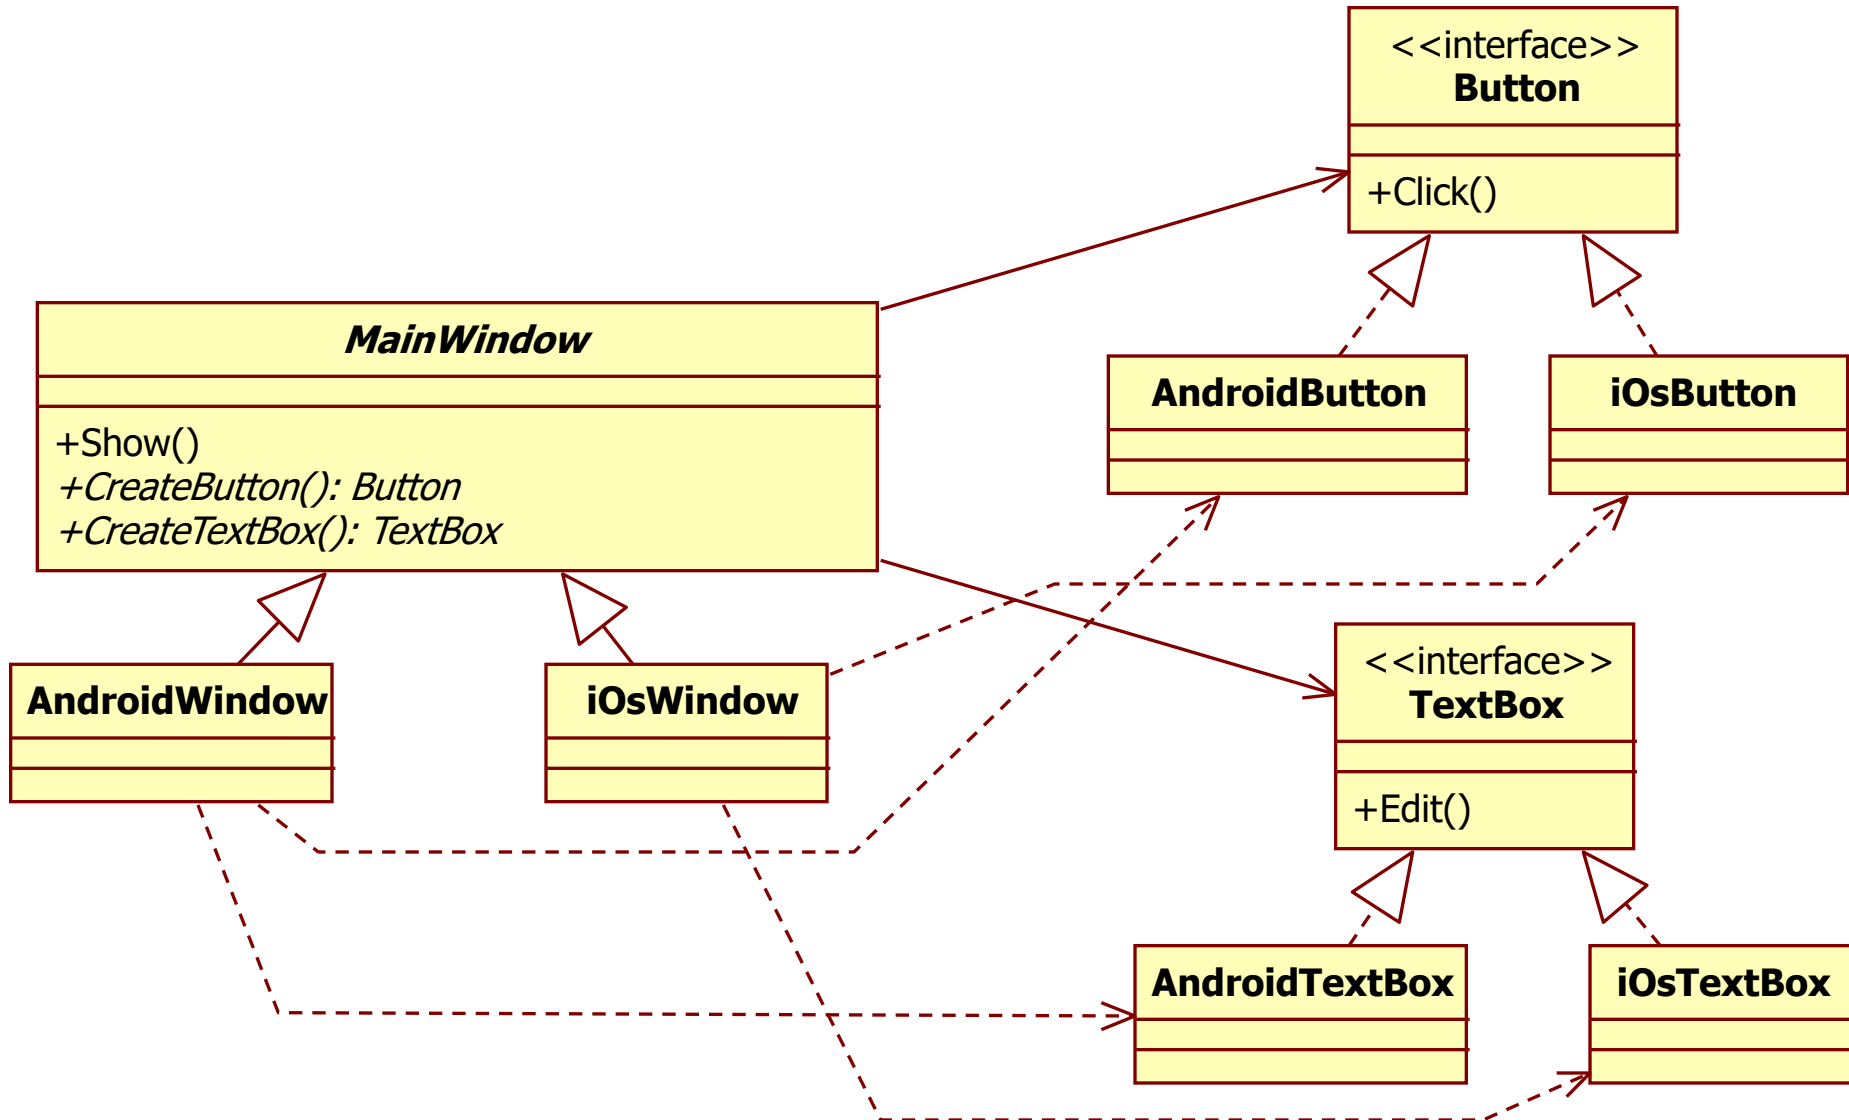 <<interface>>
Button
+Click()
MainWindow
+Show()
+CreateButton(): Button
+CreateTextBox(): TextBox
AndroidButton
iOsButton
AndroidWindow
iOsWindow
<<interface>>
TextBox
+Edit()
AndroidTextBox
iOsTextBox